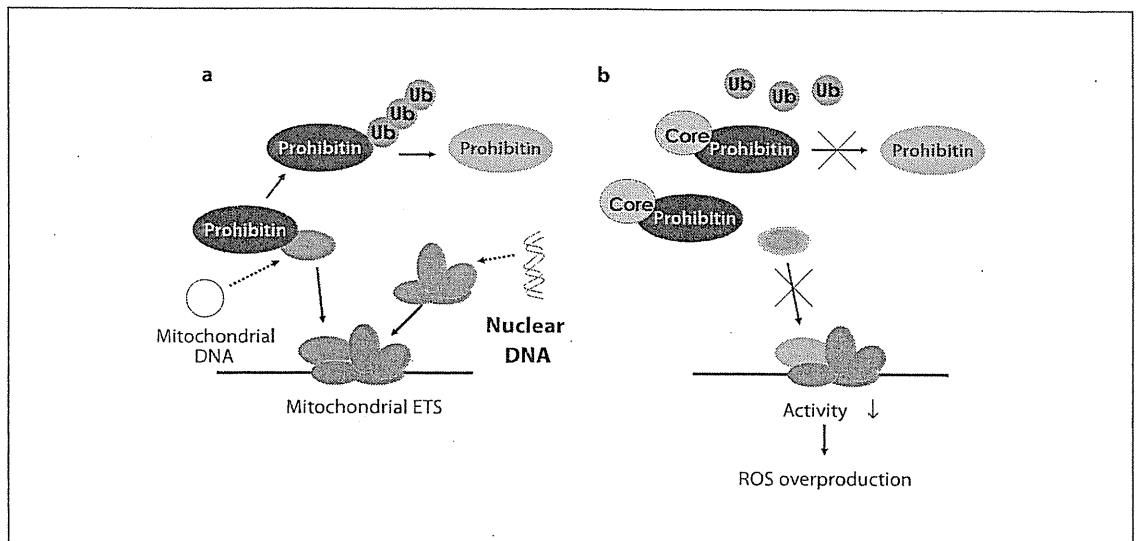 a
Ub
Ub
Ub
Prohibitin
Prohibitin
Prohibitin
Mitochondrial
DNA
Nuclear
DNA
Mitochondrial ETS
b
Ub
Ub
Ub
Core
Prohibitin
Prohibitin
Core
Prohibitin
Activity ↓
ROS overproduction